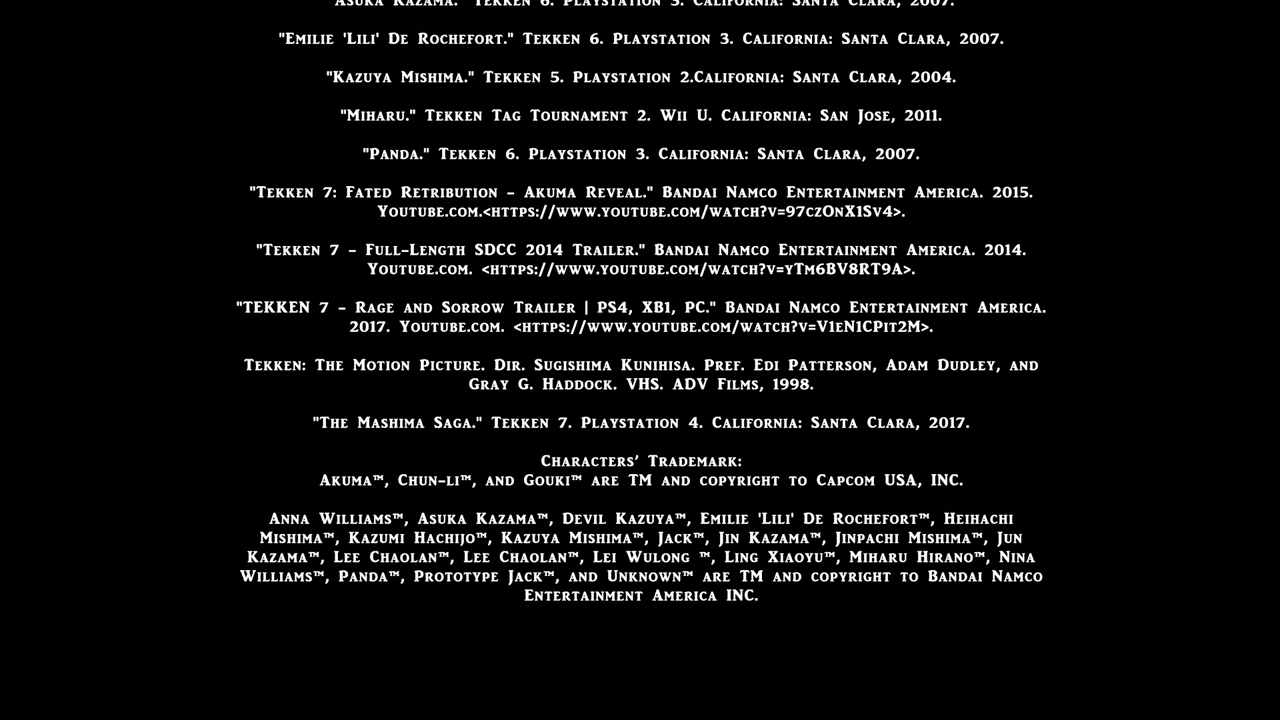 Asuka Kazama." Tekken 6. Playstation 3. California: Santa Clara, 2007.
"Emilie 'Lili' De Rochefort." Tekken 6. Playstation 3. California: Santa Clara, 2007.
"Kazuya Mishima." Tekken 5. Playstation 2.California: Santa Clara, 2004.
"Miharu." Tekken Tag Tournament 2. Wii U. California: San Jose, 2011.
"Panda." Tekken 6. Playstation 3. California: Santa Clara, 2007.
"Tekken 7: Fated Retribution - Akuma Reveal." Bandai Namco Entertainment America. 2015.
Youtube.com.<https://www.youtube.com/watch?v=97czOnX1Sv4>.
"Tekken 7 - Full-Length SDCC 2014 Trailer." Bandai Namco Entertainment America. 2014.
Youtube.com. <https://www.youtube.com/watch?v=yTm6BV8RT9A>.
"TEKKEN 7 - Rage and Sorrow Trailer | PS4, XB1, PC." Bandai Namco Entertainment America.
2017. Youtube.com. <https://www.youtube.com/watch?v=V1eN1CPit2M>.
Tekken: The Motion Picture. Dir. Sugishima Kunihisa. Pref. Edi Patterson, Adam Dudley, and
Gray G. Haddock. VHS. ADV Films, 1998.
"The Mashima Saga." Tekken 7. Playstation 4. California: Santa Clara, 2017.
Characters' Trademark:
Akuma™, Chun-li™, and Gouki™ are TM and copyright to Capcom USA, INC.
Anna Williams™, Asuka Kazama™, Devil Kazuya™, Emilie 'Lili' De Rochefort™, Heihachi
Mishima™, Kazumi Hachijo™, Kazuya Mishima™, Jack™, Jin Kazama™, Jinpachi Mishima™, Jun
Kazama™, Lee Chaolan™, Lee Chaolan™, Lei Wulong ™, Ling Xiaoyu™, Miharu Hirano™, Nina
Williams™, Panda™, Prototype Jack™, and Unknown™ are TM and copyright to Bandai Namco
Entertainment America INC.